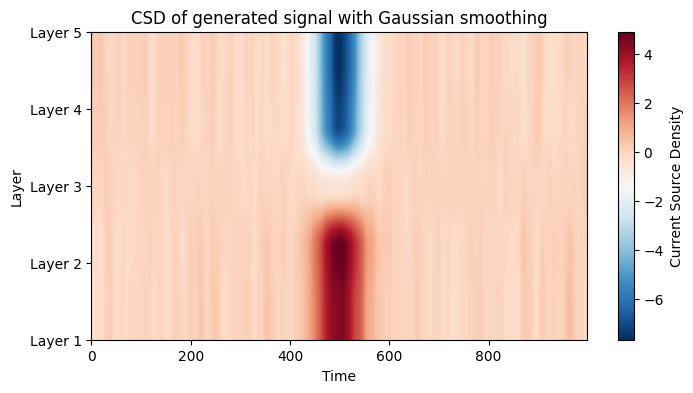 CSD of generated signal with Gaussian smoothing
Layer 5
Layer 4
Layer 3
Layer 2
Layer 1
Layer
0
200
400
600
800
Time
4
2
0
−2
−4
−6
Current Source Density